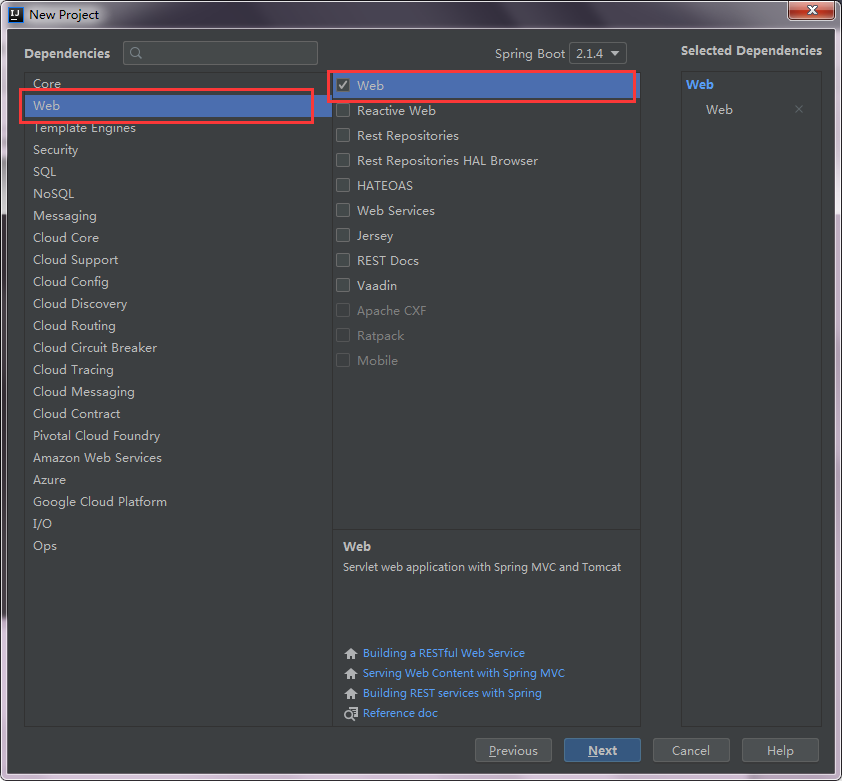 New Project
Dependencies
Spring Boot 2.1.4
Selected Dependencies
Core
Web
Template Engines
Security
SQL
NoSQL
Messaging
Cloud Core
Cloud Support
Cloud Config
Cloud Discovery
Cloud Routing
Cloud Circuit Breaker
Cloud Tracing
Cloud Messaging
Cloud Contract
Pivotal Cloud Foundry
Amazon Web Services
Azure
Google Cloud Platform
I/O
Ops
Web
Reactive Web
Rest Repositories
Rest Repositories HAL Browser
HATEOAS
Web Services
Jersey
REST Docs
Vaadin
Apache CXF
Ratpack
Mobile
Web
Servlet web application with Spring MVC and Tomcat
Building a RESTful Web Service
Serving Web Content with Spring MVC
Building REST services with Spring
Reference doc
Web
Web
Previous
Next
Cancel
Help